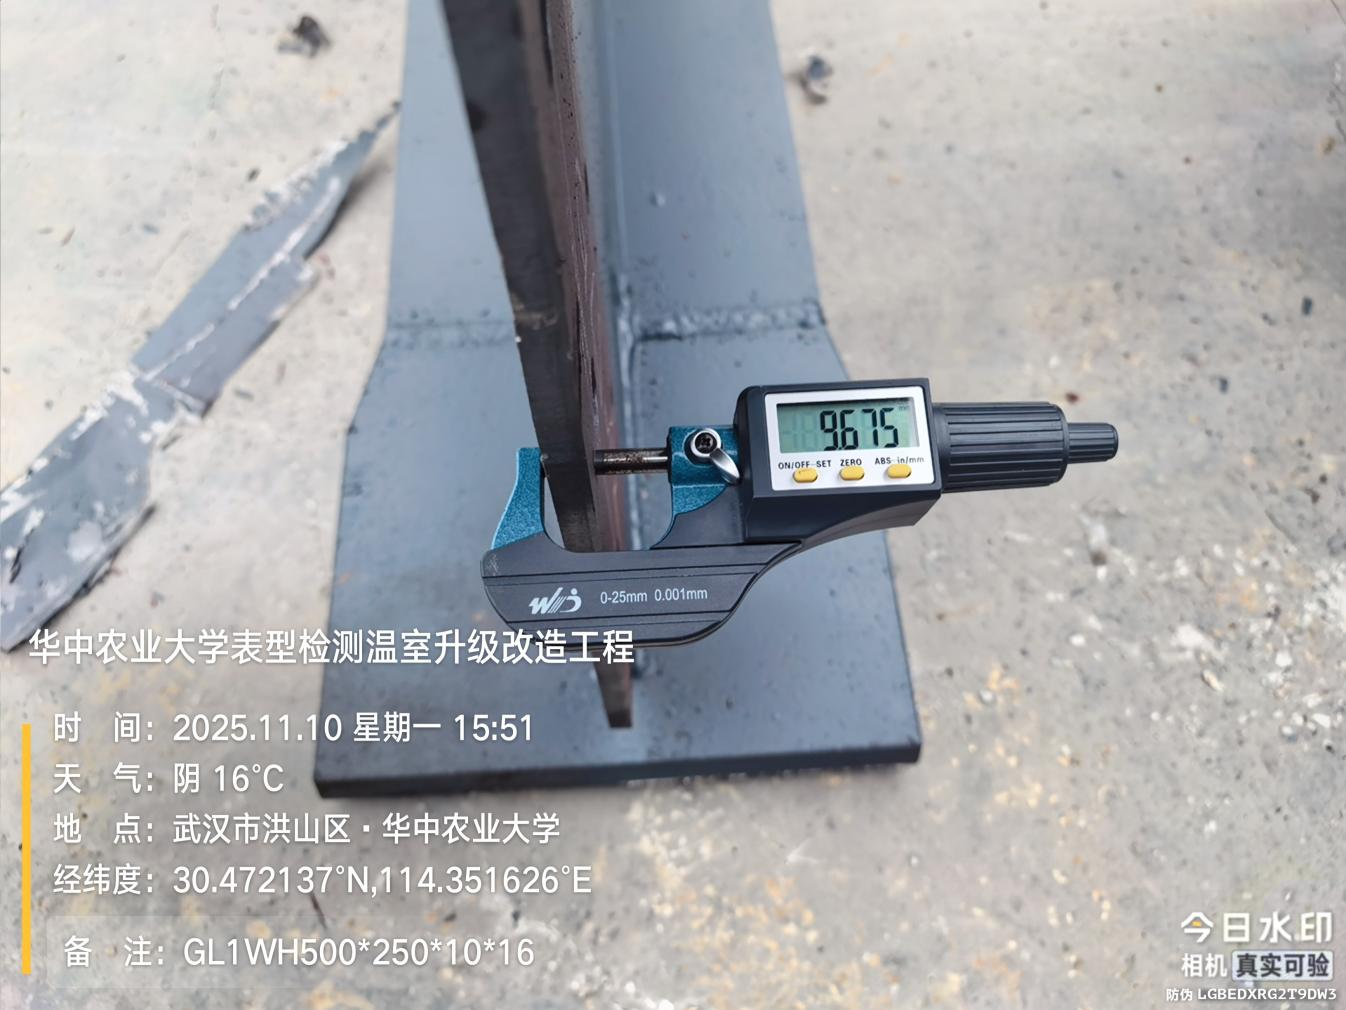 9.675
mm
ON/OFF-SET ZERO ABS-in/mm
0-25mm 0.001mm
华中农业大学表型检测温室升级改造工程
时 间：2025.11.10 星期一 15:51
天 气：阴 16°C
地 点：武汉市洪山区·华中农业大学
经纬度：30.472137°N,114.351626°E
备 注：GL1WH500*250*10*16
今日水印
相机 真实可验
防伪 LGBEDXRG2T9DW3